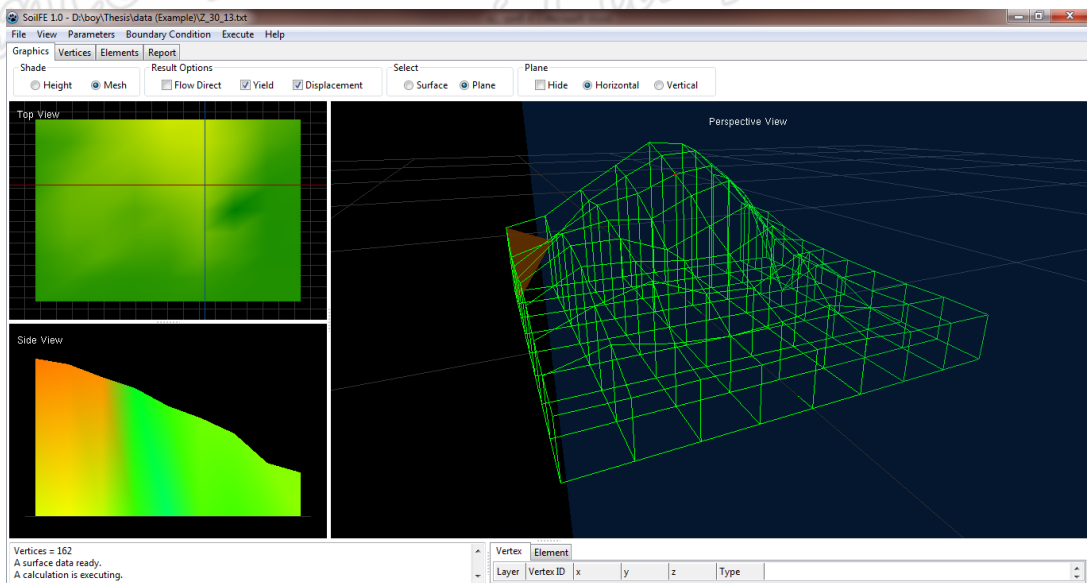 SoilFE 1.0 - D:\boy\Thesis\data (Example)\Z_30_13.txt
File View Parameters Boundary Condition Execute Help
Graphics Vertices Elements Report
Shade Result Options Select Plane
Height Mesh Flow Direct Yield Displacement Surface Plane Hide Horizontal Vertical
Top View
Perspective View
Side View
Vertices = 162
A surface data ready.
A calculation is executing.
Vertex Element
Layer Vertex ID x y z Type